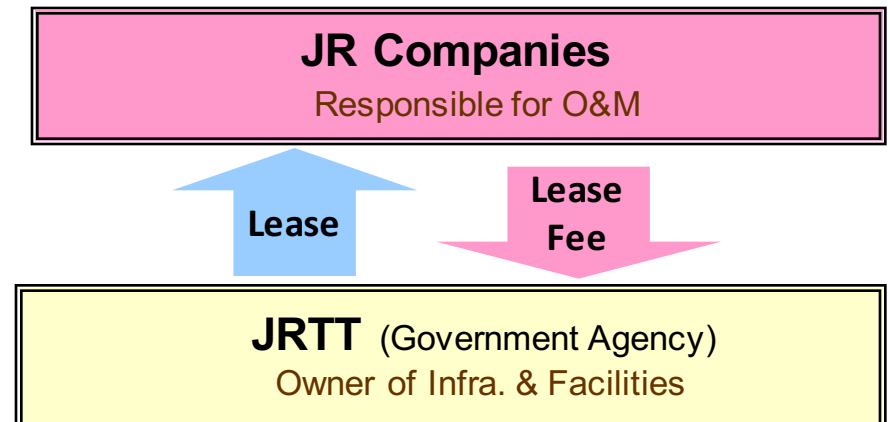 JR Companies
Responsible for O&M
Lease
Lease
Fee
JRTT (Government Agency)
Owner of Infra. & Facilities